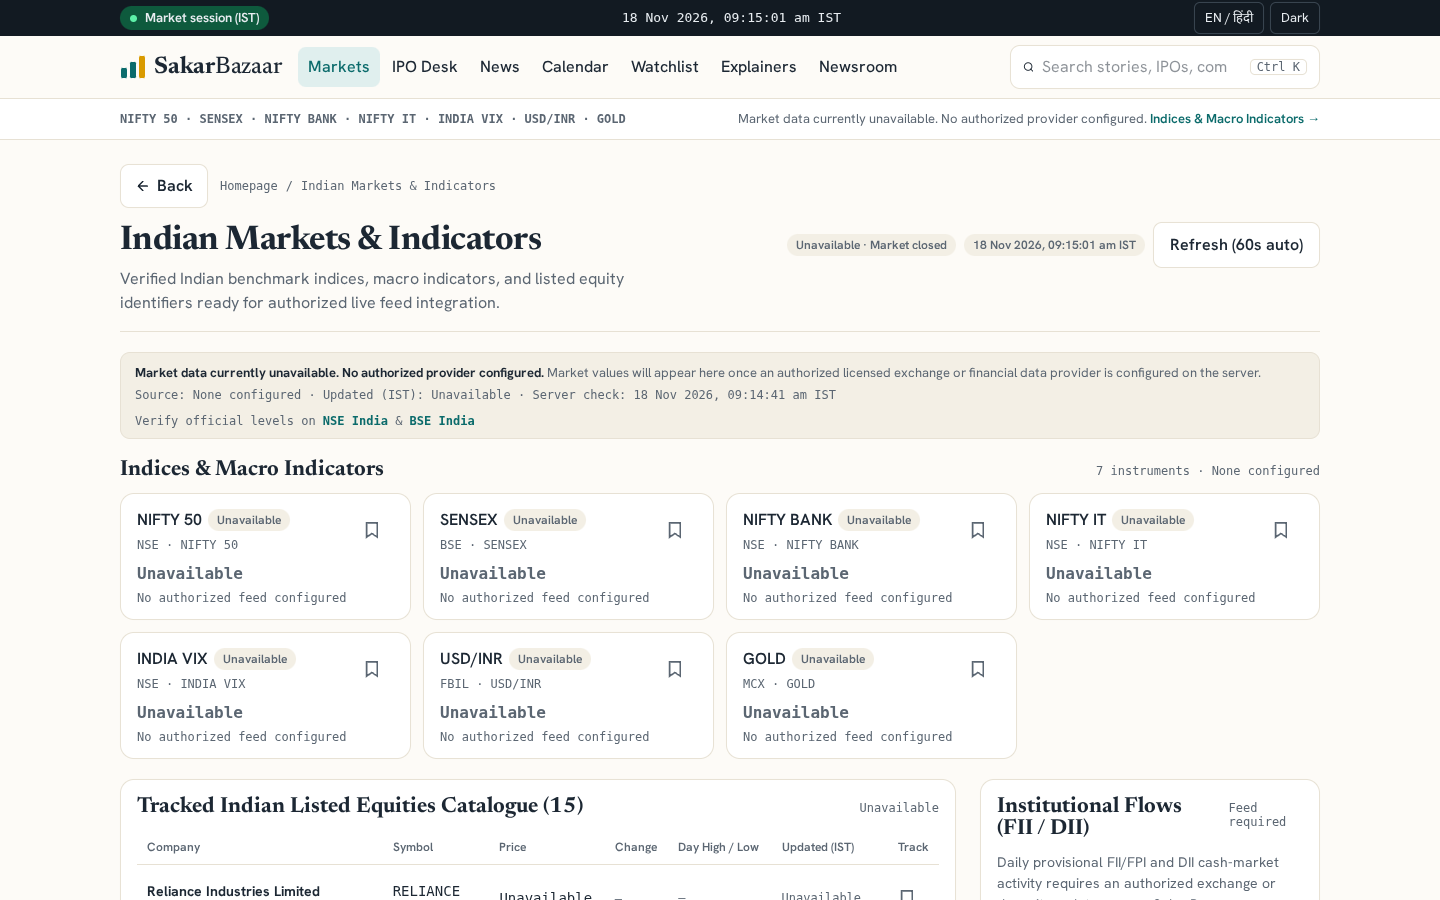 Market session (IST)
18 Nov 2026, 09:15:01 am IST
EN / हिंदी
Dark
SakarBazaar
Markets
IPO Desk
News
Calendar
Watchlist
Explainers
Newsroom
Search stories, IPOs, com
Ctrl K
NIFTY 50 · SENSEX · NIFTY BANK · NIFTY IT · INDIA VIX · USD/INR · GOLD
Market data currently unavailable. No authorized provider configured. Indices & Macro Indicators →
← Back
Homepage / Indian Markets & Indicators
Indian Markets & Indicators
Unavailable · Market closed
18 Nov 2026, 09:15:01 am IST
Refresh (60s auto)
Verified Indian benchmark indices, macro indicators, and listed equity
identifiers ready for authorized live feed integration.
Market data currently unavailable. No authorized provider configured. Market values will appear here once an authorized licensed exchange or financial data provider is configured on the server.
Source: None configured · Updated (IST): Unavailable · Server check: 18 Nov 2026, 09:14:41 am IST
Verify official levels on NSE India & BSE India
Indices & Macro Indicators
7 instruments · None configured
NIFTY 50 Unavailable
NSE · NIFTY 50
Unavailable
No authorized feed configured
SENSEX Unavailable
BSE · SENSEX
Unavailable
No authorized feed configured
NIFTY BANK Unavailable
NSE · NIFTY BANK
Unavailable
No authorized feed configured
NIFTY IT Unavailable
NSE · NIFTY IT
Unavailable
No authorized feed configured
INDIA VIX Unavailable
NSE · INDIA VIX
Unavailable
No authorized feed configured
USD/INR Unavailable
FBIL · USD/INR
Unavailable
No authorized feed configured
GOLD Unavailable
MCX · GOLD
Unavailable
No authorized feed configured
Tracked Indian Listed Equities Catalogue (15)
Unavailable
Company Symbol Price Change Day High / Low Updated (IST) Track
Reliance Industries Limited RELIANCE Unavailable – – Unavailable
Institutional Flows
(FII / DII)
Feed
required
Daily provisional FII/FPI and DII cash-market
activity requires an authorized exchange or